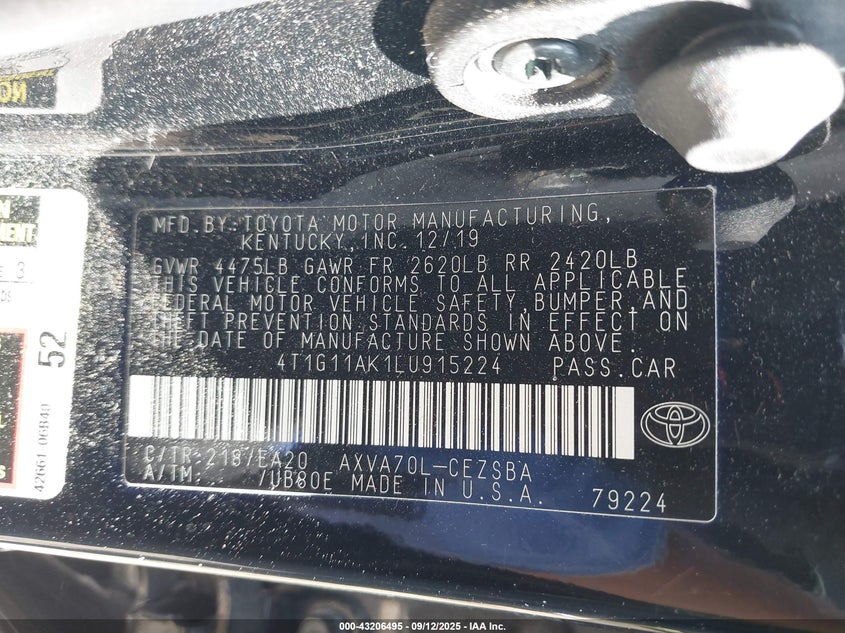 MFD.BY:TOYOTA MOTOR MANUFACTURING,
KENTUCKY,INC. 12/19
GVWR 4475LB GAWR FR 2620LB RR 2420LB
THIS VEHICLE CONFORMS TO ALL APPLICABLE
FEDERAL MOTOR VEHICLE SAFETY,BUMPER,AND
THEFT PREVENTION STANDARDS IN EFFECT ON
THE DATE OF MANUFACTURE SHOWN ABOVE.
4T1G11AK1LU915224 PASS.CAR
C/TR:218/EA20 AXVA70L-CEZSBA
A/TM: /UB80E MADE IN U.S.A. 79224
52
42661-06B40
000-43206495 - 09/12/2025 - IAA Inc.